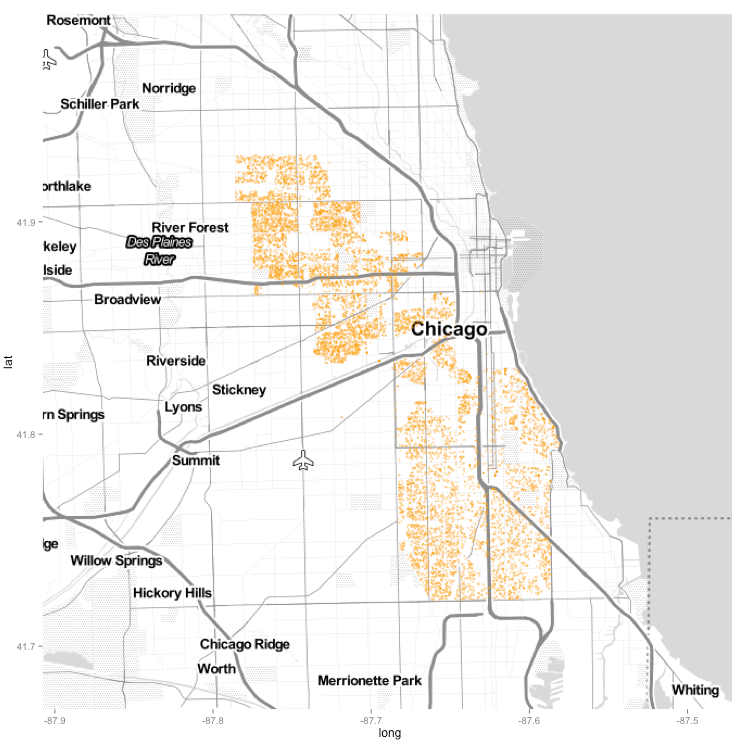 Rosemont
Norridge
Schiller Park
orthlake
River Forest
Des Plaines
River
keley
lside
Broadview
Chicago
Riverside
Stickney
Lyons
rn Springs
Summit
ge
Willow Springs
Hickory Hills
Chicago Ridge
Worth
Merrionette Park
Whiting
41.9
41.8
41.7
lat
-87.9
-87.8
-87.7
-87.6
-87.5
long